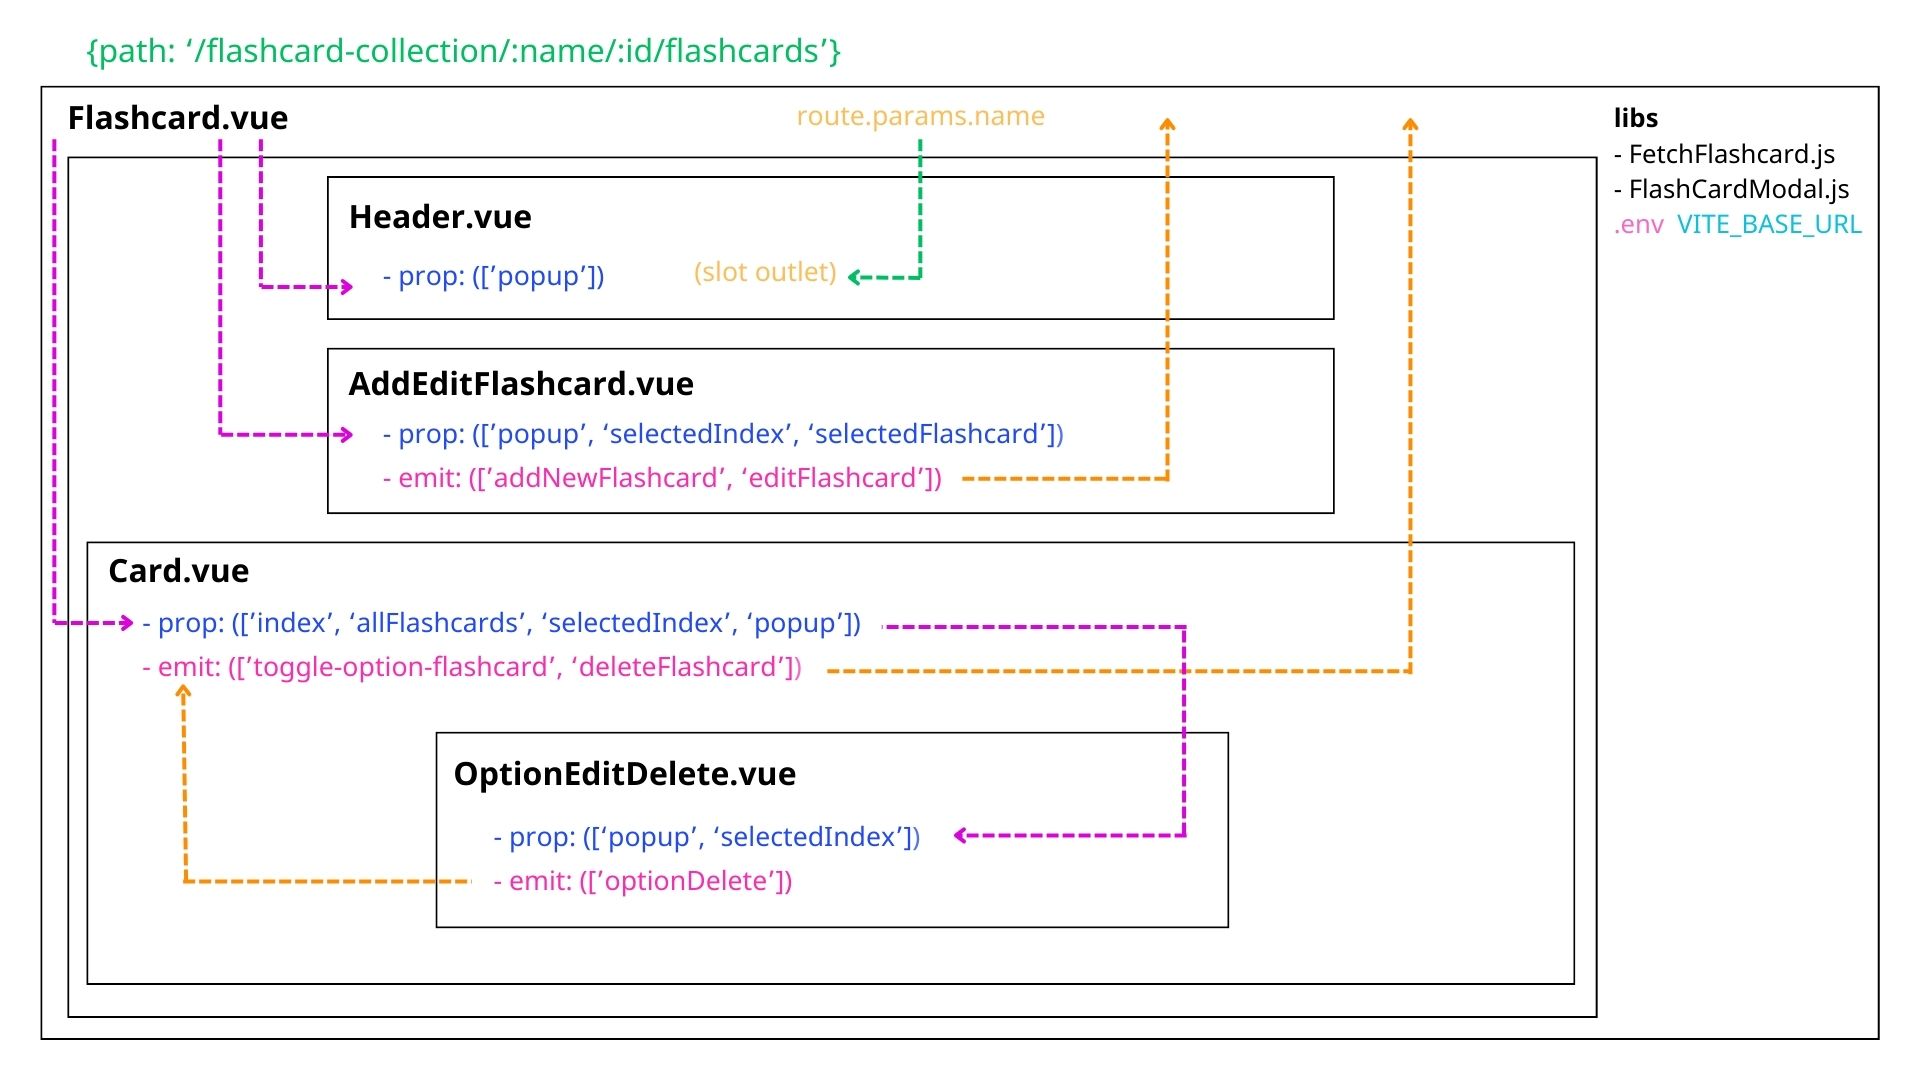 {path: ‘/flashcard-collection/:name/:id/flashcards’}
Flashcard.vue
route.params.name
libs
- FetchFlashcard.js
- FlashCardModal.js
.env VITE_BASE_URL
Header.vue
- prop: ([’popup’])
(slot outlet)
AddEditFlashcard.vue
- prop: ([’popup’, ‘selectedIndex’, ‘selectedFlashcard’])
- emit: ([’addNewFlashcard’, ‘editFlashcard’])
Card.vue
- prop: ([’index’, ‘allFlashcards’, ‘selectedIndex’, ‘popup’])
- emit: ([’toggle-option-flashcard’, ‘deleteFlashcard’])
OptionEditDelete.vue
- prop: ([‘popup’, ‘selectedIndex’])
- emit: ([’optionDelete’])